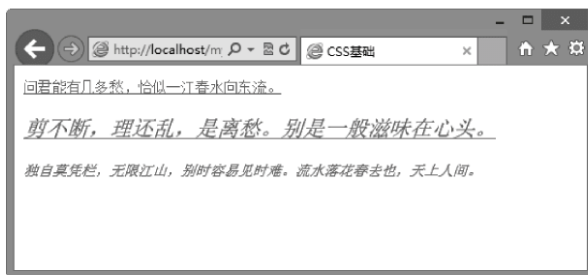 http://localhost/m
CSS基础
问君能有几多愁，恰似一江春水向东流。
剪不断，理还乱，是离愁。别是一般滋味在心头。
独自莫凭栏，无限江山，别时容易见时难。流水落花春去也，天上人间。